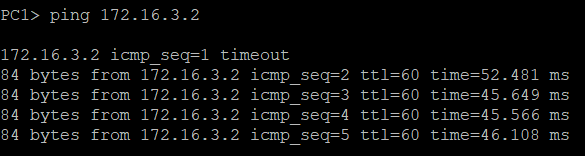 PC1> ping 172.16.3.2
172.16.3.2 icmp_seq=1 timeout
84 bytes from 172.16.3.2 icmp_seq=2 ttl=60 time=52.481 ms
84 bytes from 172.16.3.2 icmp_seq=3 ttl=60 time=45.649 ms
84 bytes from 172.16.3.2 icmp_seq=4 ttl=60 time=45.566 ms
84 bytes from 172.16.3.2 icmp_seq=5 ttl=60 time=46.108 ms